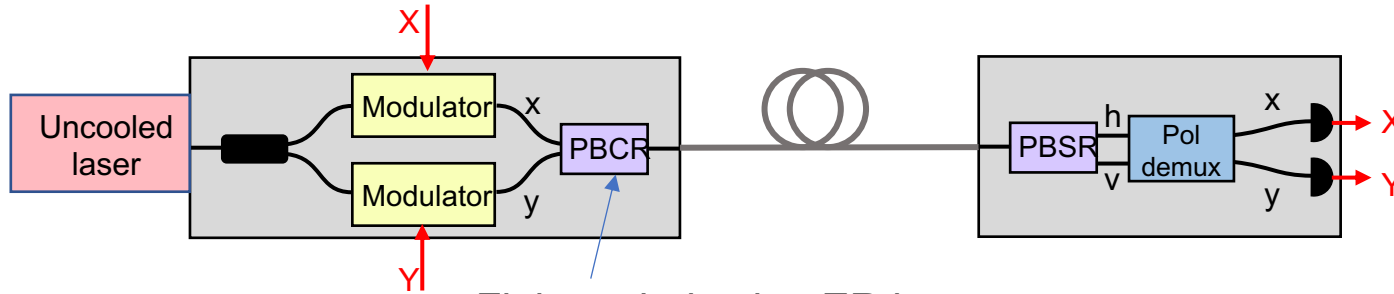 X
Uncooled
laser
Modulator
x
PBCR
Modulator
y
Y
h
PBSR
v
Pol
demux
x
y
X
Y